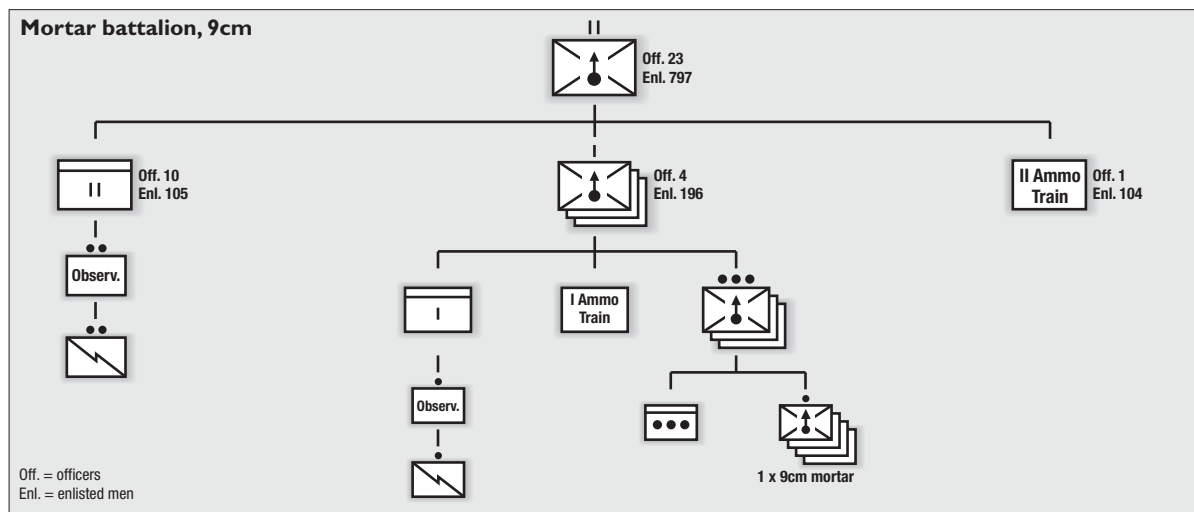 Mortar battalion, 9cm
II
Off. 23
Enl. 797
II
Off. 10
Enl. 105
I
Off. 4
Enl. 196
II Ammo
Train
Off. 1
Enl. 104
Observ.
I
I Ammo
Train
Observ.
1 x 9cm mortar
Off. = officers
Enl. = enlisted men